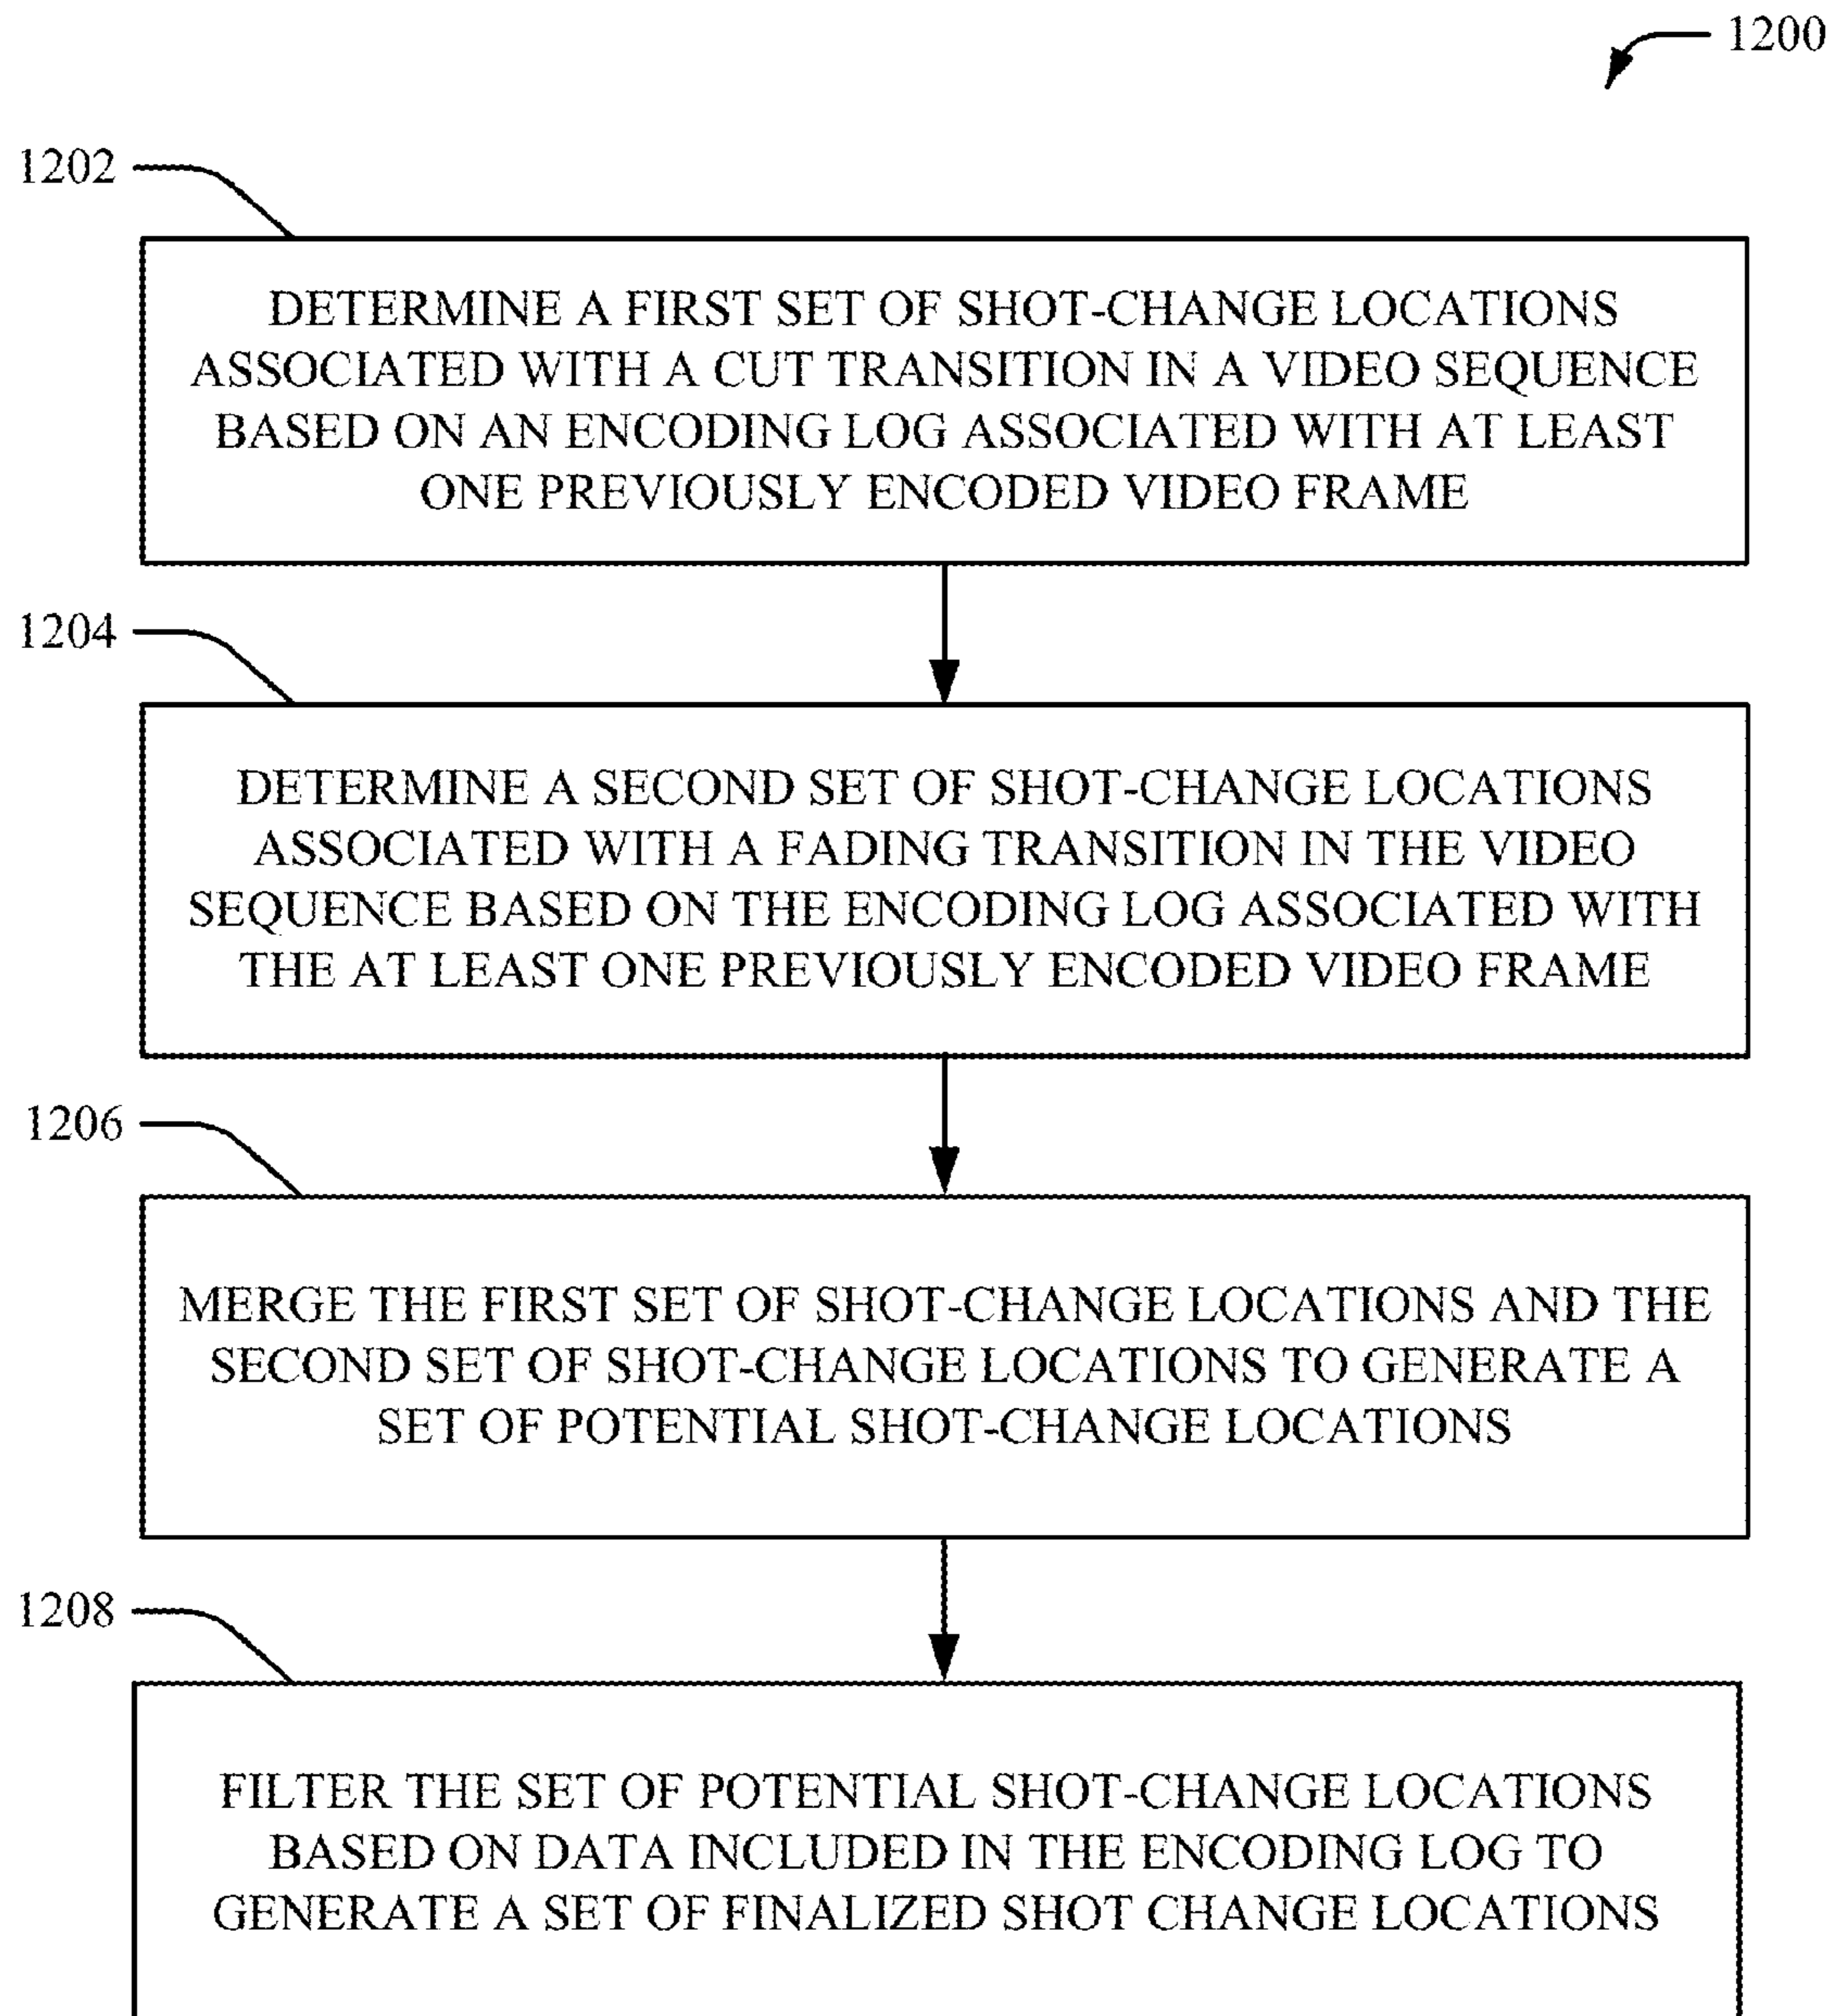 1200
1202
DETERMINE A FIRST SET OF SHOT-CHANGE LOCATIONS
ASSOCIATED WITH A CUT TRANSITION IN A VIDEO SEQUENCE
BASED ON AN ENCODING LOG ASSOCIATED WITH AT LEAST
ONE PREVIOUSLY ENCODED VIDEO FRAME
1204
DETERMINE A SECOND SET OF SHOT-CHANGE LOCATIONS
ASSOCIATED WITH A FADING TRANSITION IN THE VIDEO
SEQUENCE BASED ON THE ENCODING LOG ASSOCIATED WITH
THE AT LEAST ONE PREVIOUSLY ENCODED VIDEO FRAME
1206
MERGE THE FIRST SET OF SHOT-CHANGE LOCATIONS AND THE
SECOND SET OF SHOT-CHANGE LOCATIONS TO GENERATE A
SET OF POTENTIAL SHOT-CHANGE LOCATIONS
1208
FILTER THE SET OF POTENTIAL SHOT-CHANGE LOCATIONS
BASED ON DATA INCLUDED IN THE ENCODING LOG TO
GENERATE A SET OF FINALIZED SHOT CHANGE LOCATIONS